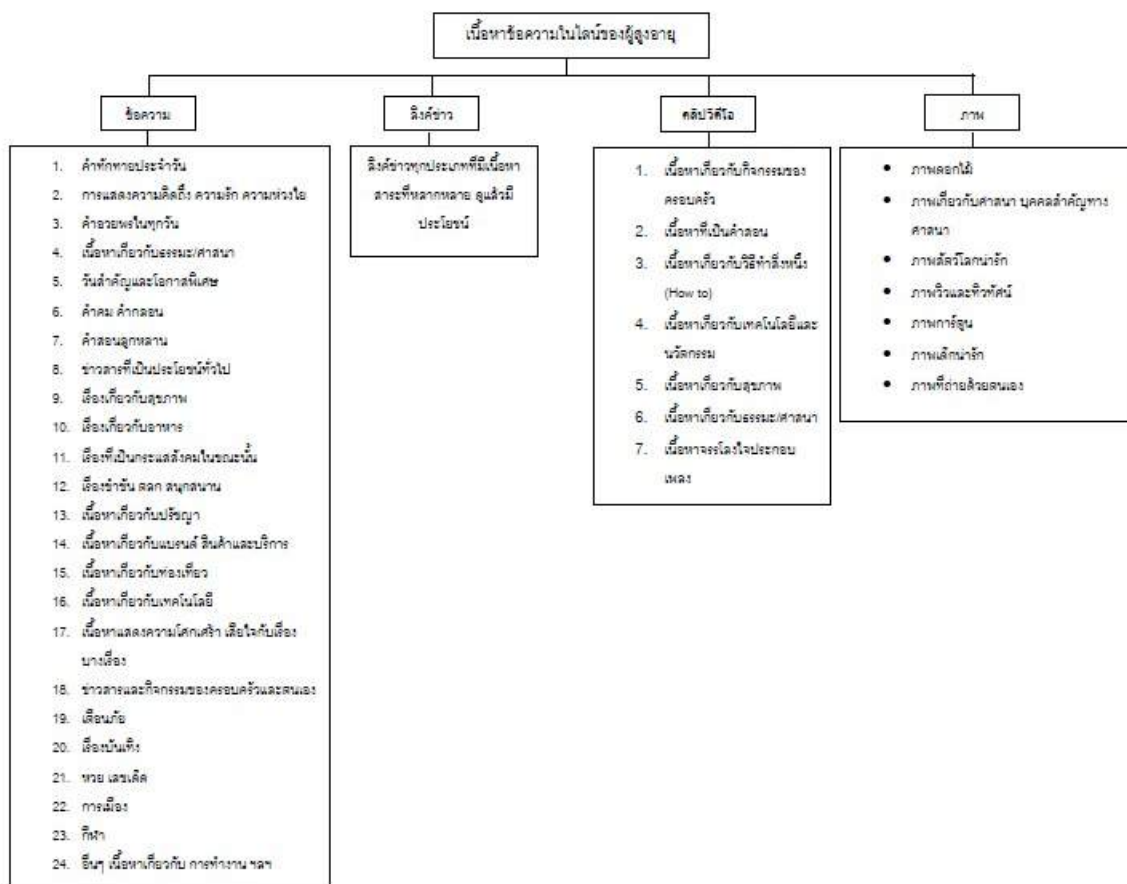 เนื้อหาข้อความในไลน์ของผู้สูงอายุ
ข้อความ
1. คำทักทายประจำวัน
2. การแสดงความคิดถึง ความรัก ความห่วงใย
3. คำอวยพรในทุกวัน
4. เนื้อหาเกี่ยวกับธรรมะ/ศาสนา
5. วันสำคัญและโอกาสพิเศษ
6. คำคม คำกลอน
7. คำสอนลูกหลาน
8. ข่าวสารที่เป็นประโยชน์ทั่วไป
9. เรื่องเกี่ยวกับสุขภาพ
10. เรื่องเกี่ยวกับอาหาร
11. เรื่องที่เป็นกระแสสังคมในขณะนั้น
12. เรื่องขำขัน ตลก สนุกสนาน
13. เนื้อหาเกี่ยวกับปรัชญา
14. เนื้อหาเกี่ยวกับแบรนด์ สินค้าและบริการ
15. เนื้อหาเกี่ยวกับท่องเที่ยว
16. เนื้อหาเกี่ยวกับเทคโนโลยี
17. เนื้อหาแสดงความโศกเศร้า เสียใจกับเรื่อง
บางเรื่อง
18. ข่าวสารและกิจกรรมของครอบครัวและตนเอง
19. เตือนภัย
20. เรื่องบันเทิง
21. หวย เลขเด็ด
22. การเมือง
23. กีฬา
24. อื่นๆ เนื้อหาเกี่ยวกับ การทำงาน ฯลฯ
ลิงค์ข่าว
ลิงค์ข่าวทุกประเภทที่มีเนื้อหา
สาระที่หลากหลาย ดูแล้วมี
ประโยชน์
คลิปวิดีโอ
1. เนื้อหาเกี่ยวกับกิจกรรมของ
ครอบครัว
2. เนื้อหาที่เป็นคำสอน
3. เนื้อหาเกี่ยวกับวิธีทำสิ่งหนึ่ง
(How to)
4. เนื้อหาเกี่ยวกับเทคโนโลยีและ
นวัตกรรม
5. เนื้อหาเกี่ยวกับสุขภาพ
6. เนื้อหาเกี่ยวกับธรรมะ/ศาสนา
7. เนื้อหาจรรโลงใจประกอบ
เพลง
ภาพ
● ภาพดอกไม้
● ภาพเกี่ยวกับศาสนา บุคคลสำคัญทาง
ศาสนา
● ภาพสัตว์โลกน่ารัก
● ภาพวิวและทิวทัศน์
● ภาพการ์ตูน
● ภาพเด็กน่ารัก
● ภาพที่ถ่ายด้วยตนเอง